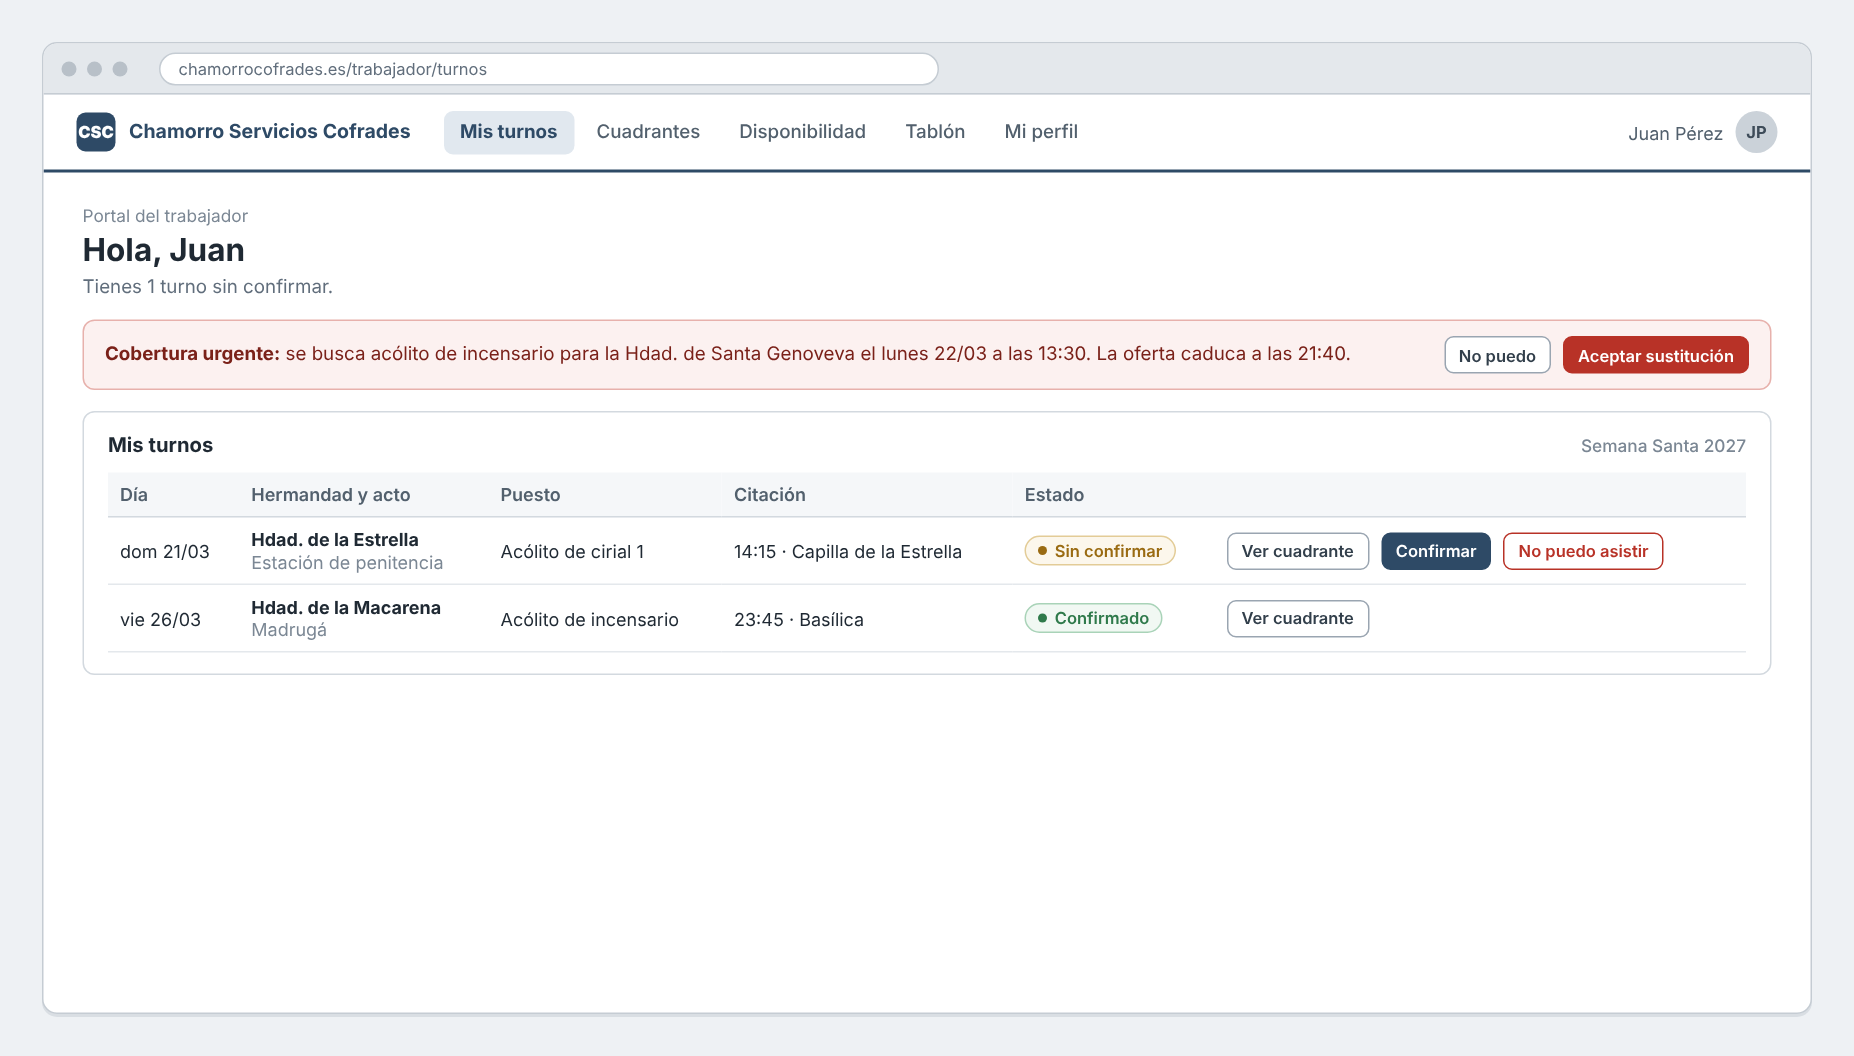 chamorrocofrades.es/trabajador/turnos
CSC Chamorro Servicios Cofrades Mis turnos Cuadrantes Disponibilidad Tablón Mi perfil Juan Pérez JP
Portal del trabajador
Hola, Juan
Tienes 1 turno sin confirmar.
Cobertura urgente: se busca acólito de incensario para la Hdad. de Santa Genoveva el lunes 22/03 a las 13:30. La oferta caduca a las 21:40. No puedo Aceptar sustitución
Mis turnos Semana Santa 2027
Día Hermandad y acto Puesto Citación Estado
dom 21/03 Hdad. de la Estrella Acólito de cirial 1 14:15 · Capilla de la Estrella Sin confirmar Ver cuadrante Confirmar No puedo asistir
Estación de penitencia
vie 26/03 Hdad. de la Macarena Acólito de incensario 23:45 · Basílica Confirmado Ver cuadrante
Madrugá